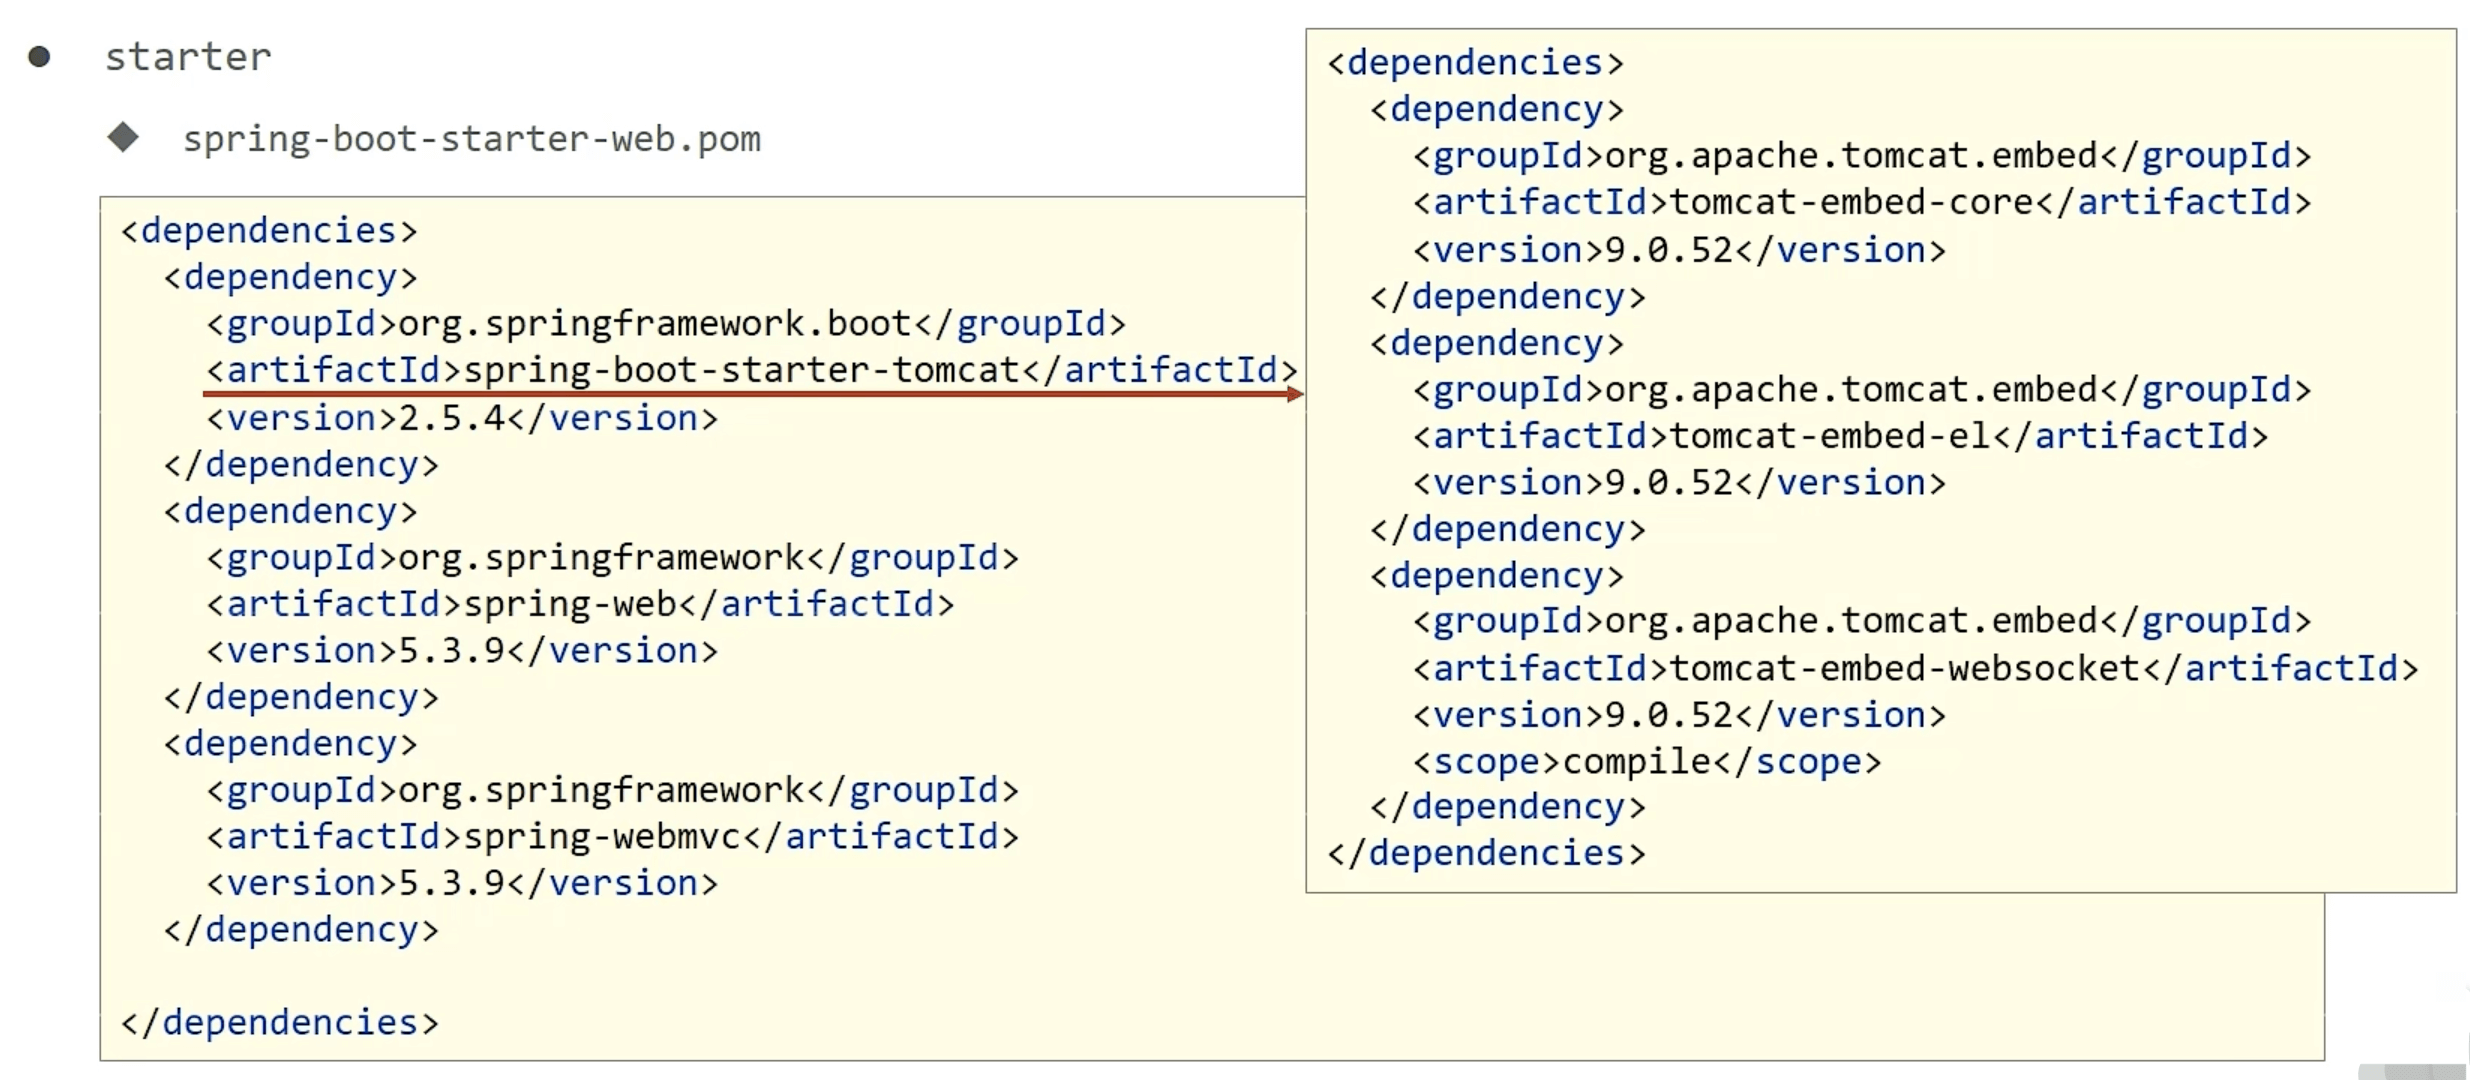 starter
spring-boot-starter-web.pom
<dependencies>
<dependency>
<groupId>org.springframework.boot</groupId>
<artifactId>spring-boot-starter-tomcat</artifactId>
<version>2.5.4</version>
</dependency>
<dependency>
<groupId>org.springframework</groupId>
<artifactId>spring-web</artifactId>
<version>5.3.9</version>
</dependency>
<dependency>
<groupId>org.springframework</groupId>
<artifactId>spring-webmvc</artifactId>
<version>5.3.9</version>
</dependency>
</dependencies>
<dependencies>
<dependency>
<groupId>org.apache.tomcat.embed</groupId>
<artifactId>tomcat-embed-core</artifactId>
<version>9.0.52</version>
</dependency>
<dependency>
<groupId>org.apache.tomcat.embed</groupId>
<artifactId>tomcat-embed-el</artifactId>
<version>9.0.52</version>
</dependency>
<dependency>
<groupId>org.apache.tomcat.embed</groupId>
<artifactId>tomcat-embed-websocket</artifactId>
<version>9.0.52</version>
<scope>compile</scope>
</dependency>
</dependencies>